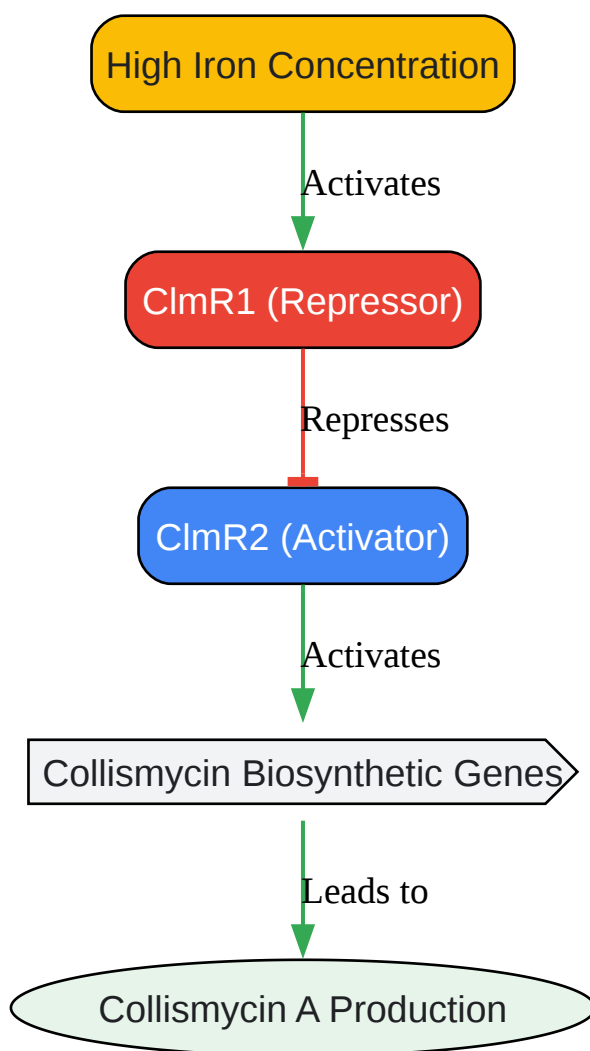 High Iron Concentration
Activates
ClmR1 (Repressor)
Represses
ClmR2 (Activator)
Activates
Collismycin Biosynthetic Genes
Leads to
Collismycin A Production